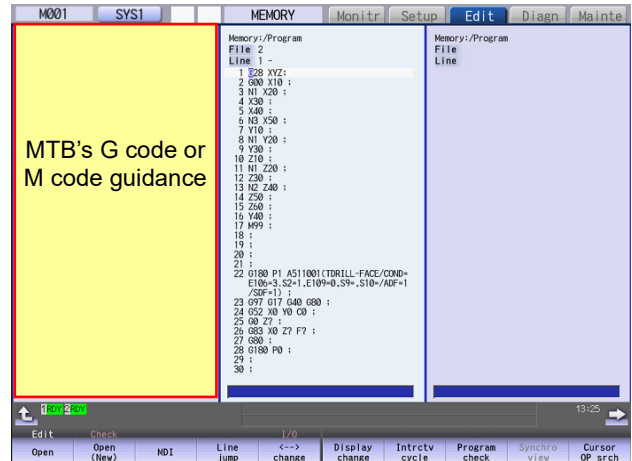 M001 SYS1 MEMORY Monitr Setup Edit Diagn Mainte
MTB's G code or
M code guidance
Memory:/Program
File 2
Line 1 -
1 G28 XYZ;
2 G00 X10 ;
3 N1 X20 ;
4 X30 ;
5 X40 ;
6 N3 X50 ;
7 Y10 ;
8 N1 Y20 ;
9 Y30 ;
10 Z10 ;
11 N1 Z20 ;
12 Z30 ;
13 N2 Z40 ;
14 Z50 ;
15 Z60 ;
16 Y40 ;
17 M99 ;
18 ;
19 ;
20 ;
21 ;
22 G180 P1 A511001(TDRILL-FACE/COND=
E106=3.S2=1.E109=0.S9=.S10=/ADF=1
/SDF=1) ;
23 G97 G17 G40 G80 ;
24 G52 X0 Y0 C0 ;
25 G0 Z? ;
26 G83 X0 Z? F? ;
27 G80 ;
28 G180 P0 ;
29 ;
30 ;
Memory:/Program
File
Line
1RDY 2RDY
13:25
Edit Check I/O
Open
Open
(New)
MDI
Line
jump
<-->
change
Display
change
Intrctv
cycle
Program
check
Synchro
view
Cursor
OP srch